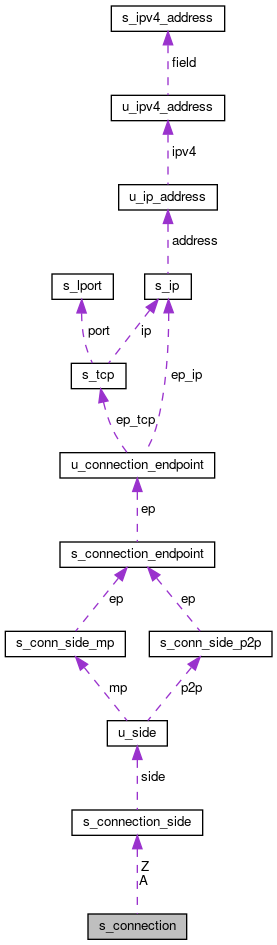 s_ipv4_address
field
u_ipv4_address
ipv4
u_ip_address
address
s_lport
s_ip
port
ip
s_tcp
ep_ip
ep_tcp
u_connection_endpoint
ep
s_connection_endpoint
ep
ep
s_conn_side_mp
s_conn_side_p2p
mp
p2p
u_side
side
s_connection_side
Z
A
s_connection